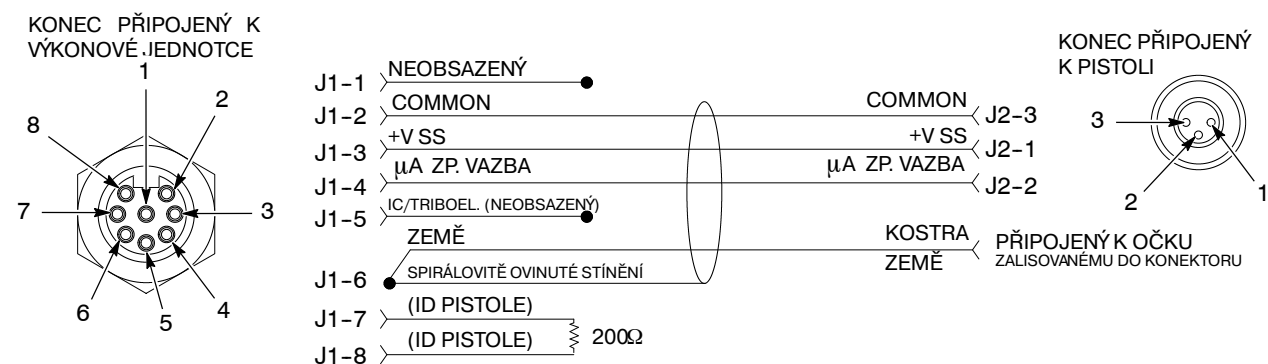 KONEC PŘIPOJENÝ K
VÝKONOVÉ JEDNOTCE
1
2
8
7
3
6
5
4
J1-1 NEOBSAZENÝ
J1-2 COMMON COMMON J2-3
J1-3 +V SS +V SS J2-1
J1-4 µA ZP. VAZBA µA ZP. VAZBA J2-2
J1-5 IC/TRIBOEL. (NEOBSAZENÝ)
ZEMĚ KOSTRA PŘIPOJENÝ K OČKU
ZEMĚ ZALISOVANÉMU DO KONEKTORU
J1-6 SPIRÁLOVITĚ OVINUTÉ STÍNĚNÍ
J1-7 (ID PISTOLE)
200Ω
J1-8 (ID PISTOLE)
KONEC PŘIPOJENÝ
K PISTOLI
3
2
1